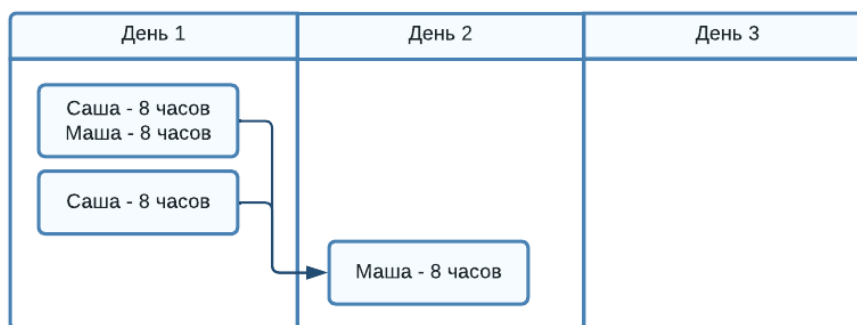 День 1
День 2
День 3
Саша - 8 часов
Маша - 8 часов
Саша - 8 часов
Маша - 8 часов